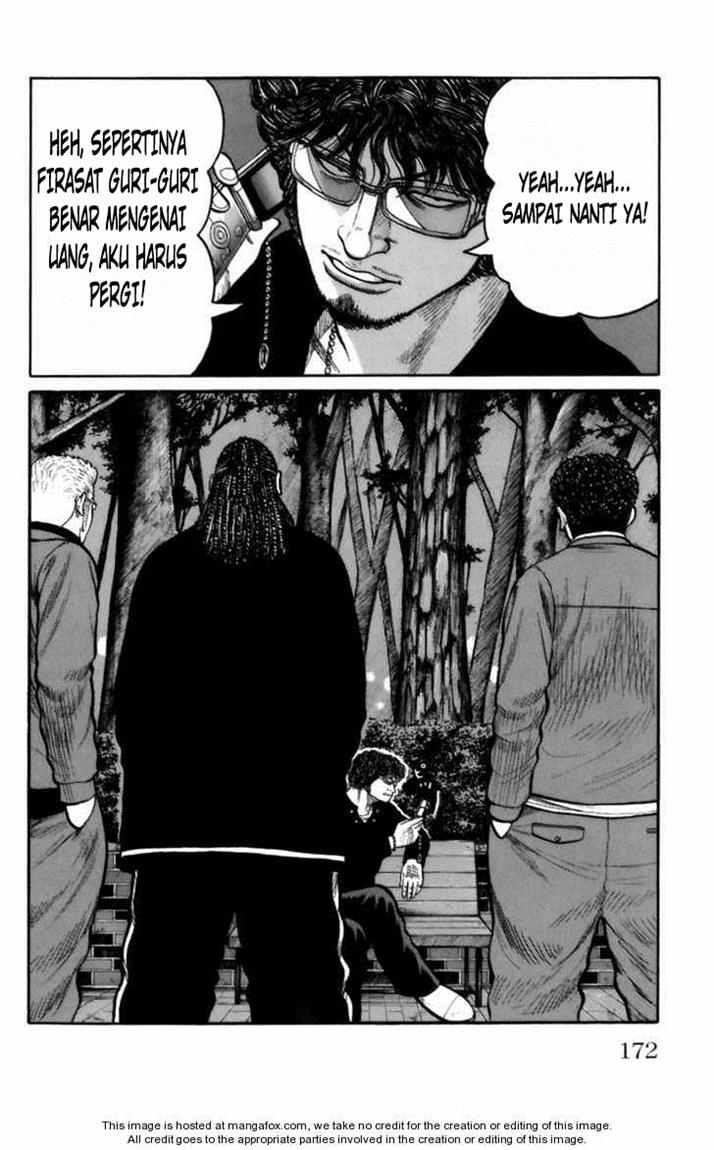 YEAH...YEAH...
SAMPAI NANTI YA!
HEH, SEPERTINYA
FIRASAT GURI-GURI
BENAR MENGENAI
UANG, AKU HARUS
PERGI!
172
This image is hosted at mangafox.com, we take no credit for the creation or editing of this image.
All credit goes to the appropriate parties involved in the creation or editing of this image.